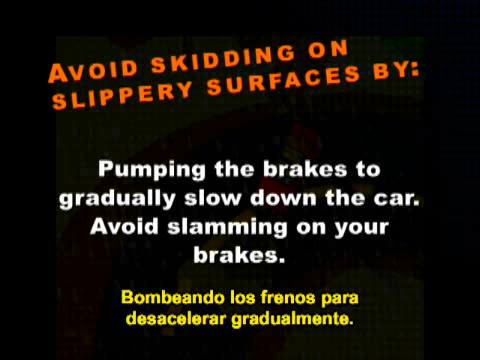 AVOID SKIDDING ON
SLIPPERY SURFACES BY:
Pumping the brakes to
gradually slow down the car.
Avoid slamming on your
brakes.
Bombeando los frenos para
desacelerar gradualmente.